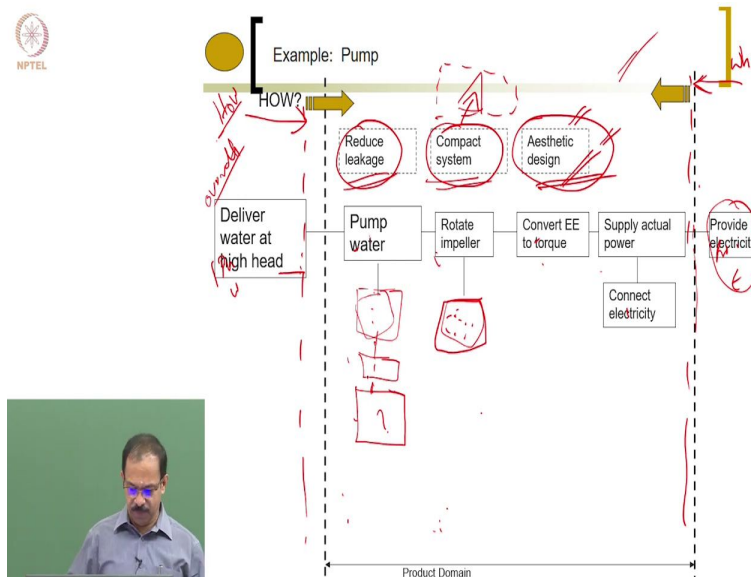 NPTEL
Example: Pump
HOW?
How
Reduce
leakage
Compact
system
Aesthetic
design
Deliver
water at
high head
Pump
water
Rotate
impeller
Convert EE
to torque
Supply actual
power
Provide
electricit
Connect
electricity
?
Product Domain